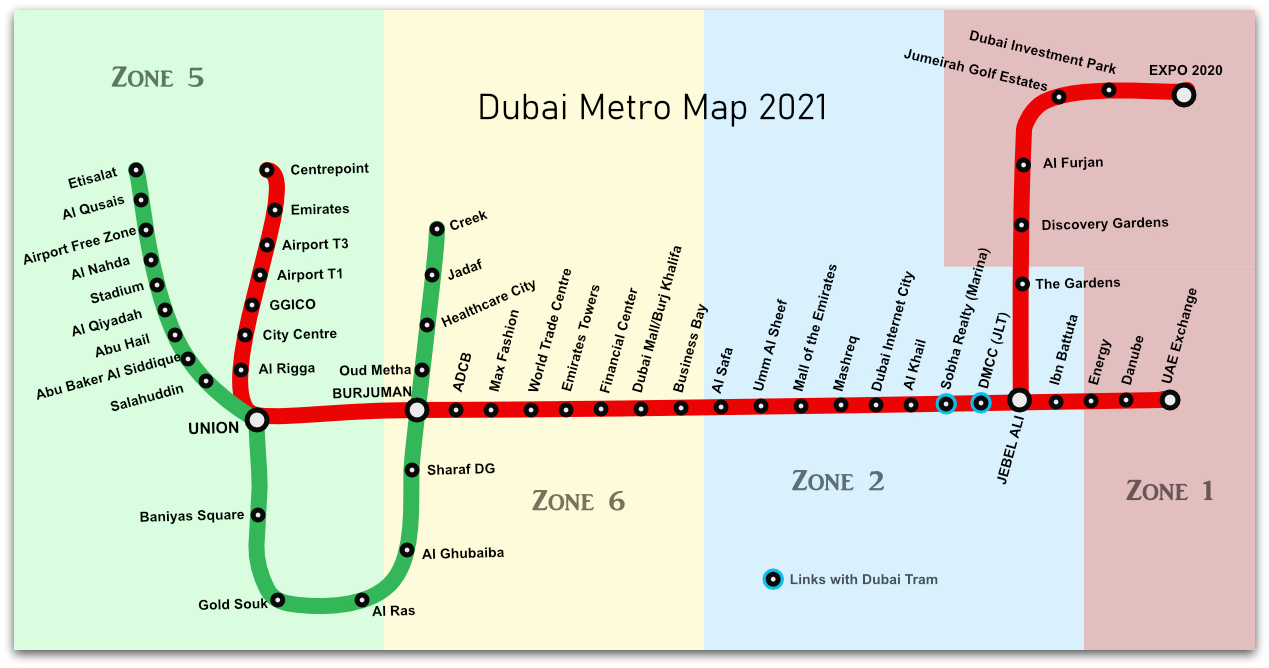 Dubai Metro Map 2021
ZONE 5
Etisalat
Al Qusais
Airport Free Zone
Al Nahda
Stadium
Al Qiyadah
Abu Hail
Abu Baker Al Siddique
Salahuddin
UNION
Centrepoint
Emirates
Airport T3
Airport T1
GGICO
City Centre
Al Rigga
Baniyas Square
Gold Souk
Al Ras
Al Ghubaiba
Sharaf DG
BURJUMAN
Oud Metha
Healthcare City
Jadaf
Creek
ADCB
Max Fashion
World Trade Centre
Emirates Towers
Financial Center
Dubai Mall/Burj Khalifa
Business Bay
ZONE 6
Al Safa
Umm Al Sheef
Mall of the Emirates
Mashreq
Dubai Internet City
Al Khail
Sobha Realty (Marina)
DMCC (JLT)
JEBEL ALI
ZONE 2
Ibn Battuta
Energy
Danube
UAE Exchange
ZONE 1
The Gardens
Discovery Gardens
Al Furjan
Jumeirah Golf Estates
Dubai Investment Park
EXPO 2020
Links with Dubai Tram